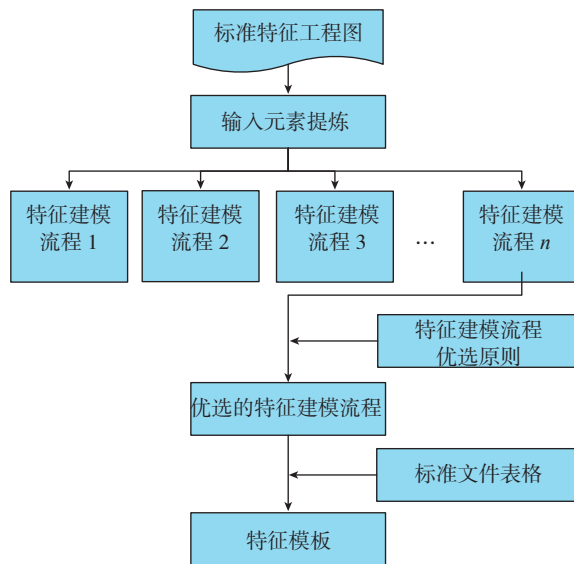 标准特征工程图
输入元素提炼
特征建模
流程 1
特征建模
流程 2
特征建模
流程 3
…
特征建模
流程 n
特征建模流程
优选原则
优选的特征建模流程
标准文件表格
特征模板